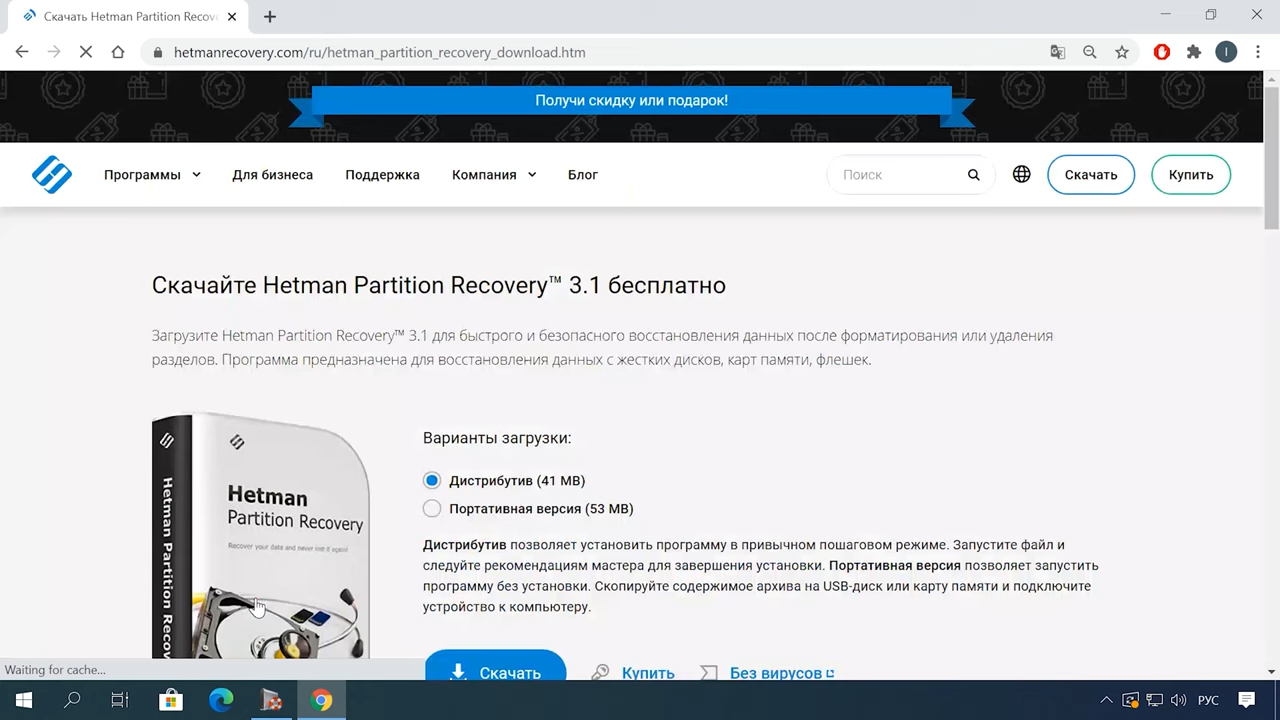 Скачать Hetman Partition Recov
hetmanrecovery.com/ru/hetman_partition_recovery_download.htm
I
Получи скидку или подарок!
Программы
Для бизнеса
Поддержка
Компания
Блог
Поиск
Скачать
Купить
Скачайте Hetman Partition Recovery™ 3.1 бесплатно
Загрузите Hetman Partition Recovery™ 3.1 для быстрого и безопасного восстановления данных после форматирования или удаления
разделов. Программа предназначена для восстановления данных с жестких дисков, карт памяти, флешек.
Hetman Partition Reco
Hetman
Partition Recovery
Recover your data and never lose it again!
Варианты загрузки:
Дистрибутив (41 MB)
Портативная версия (53 MB)
Дистрибутив позволяет установить программу в привычном пошаговом режиме. Запустите файл и
следуйте рекомендациям мастера для завершения установки. Портативная версия позволяет запустить
программу без установки. Скопируйте содержимое архива на USB-диск или карту памяти и подключите
устройство к компьютеру.
Скачать
Купить
Без вирусов
Waiting for cache...
РУС